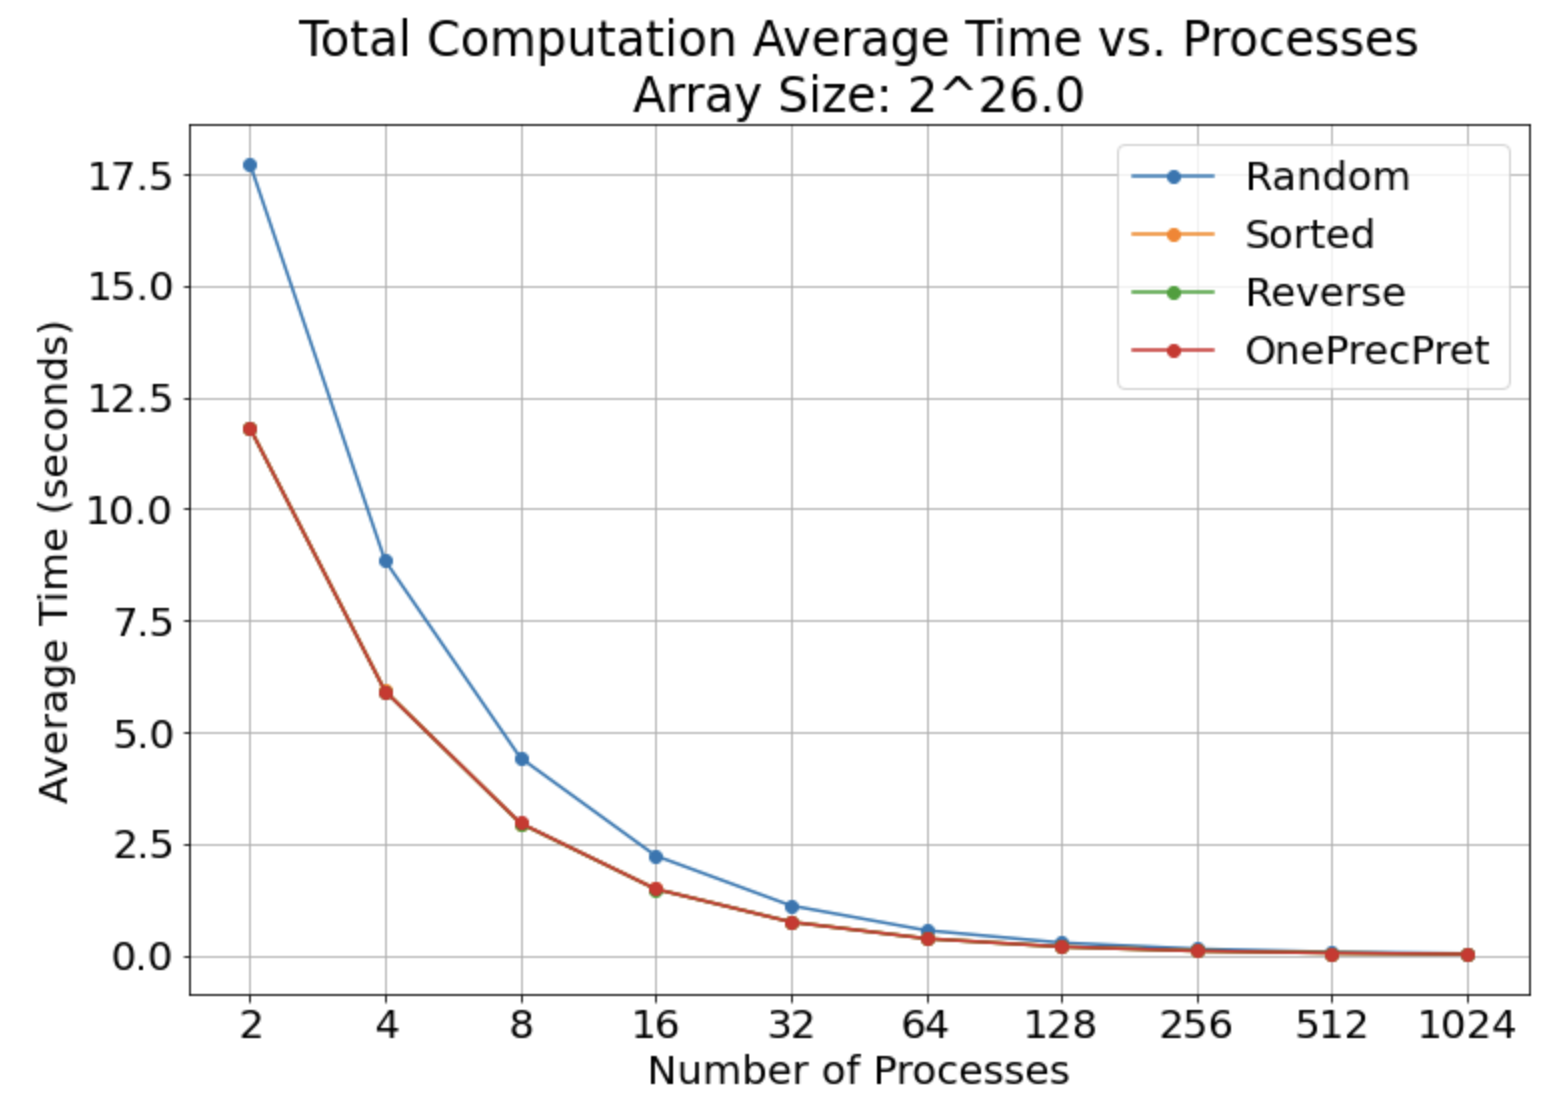 Total Computation Average Time vs. Processes
Array Size: 2^26.0
17.5
15.0
12.5
10.0
7.5
5.0
2.5
0.0
Average Time (seconds)
Random
Sorted
Reverse
OnePrecPret
2 4 8 16 32 64 128 256 512 1024
Number of Processes